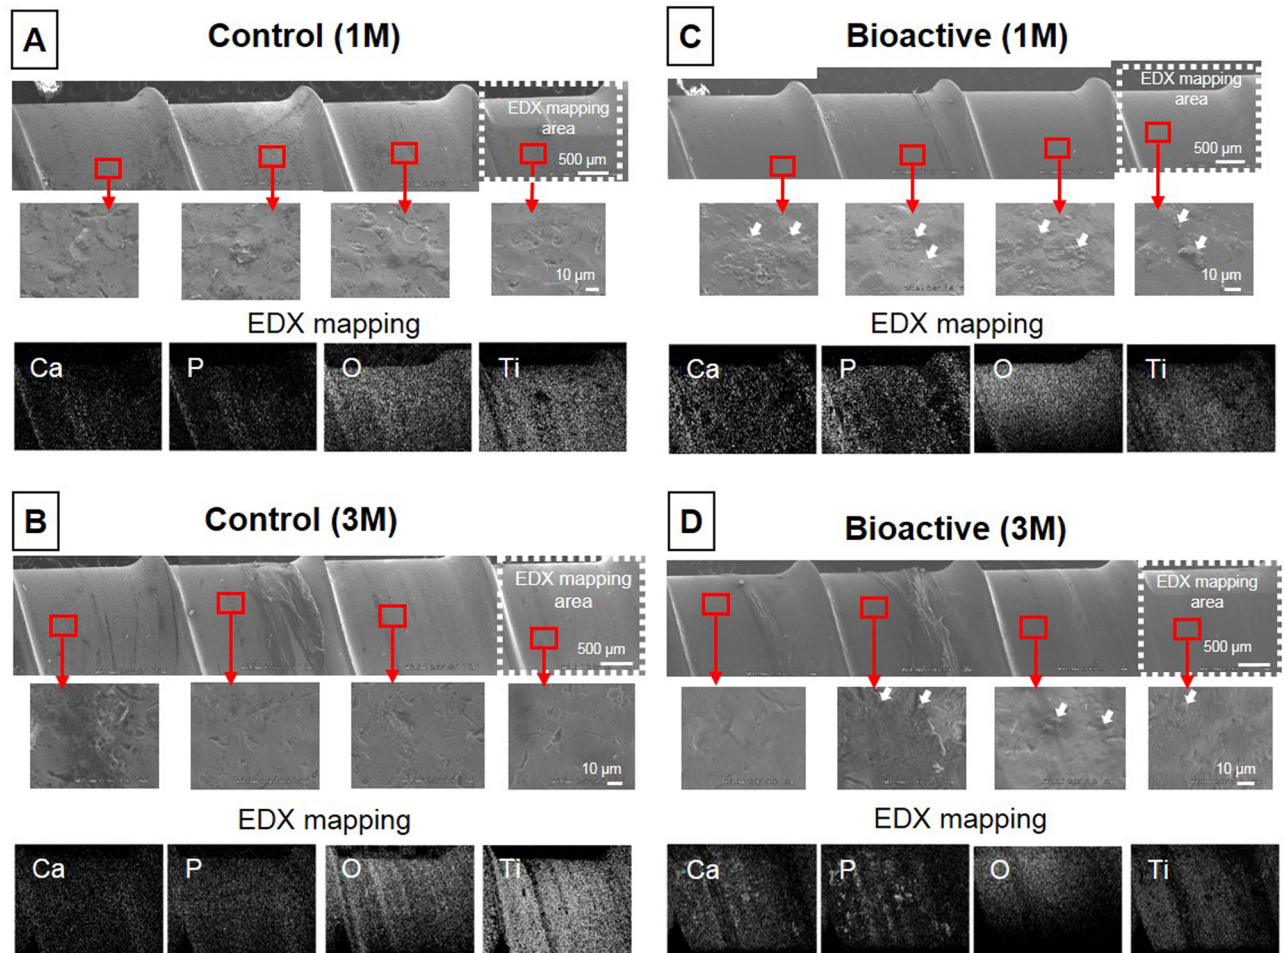 A
Control (1M)
EDX mapping
area
500 µm
10 µm
EDX mapping
Ca
P
O
Ti
B
Control (3M)
EDX mapping
area
500 µm
10 µm
EDX mapping
Ca
P
O
Ti
C
Bioactive (1M)
EDX mapping
area
500 µm
10 µm
EDX mapping
Ca
P
O
Ti
D
Bioactive (3M)
EDX mapping
area
500 µm
10 µm
EDX mapping
Ca
P
O
Ti